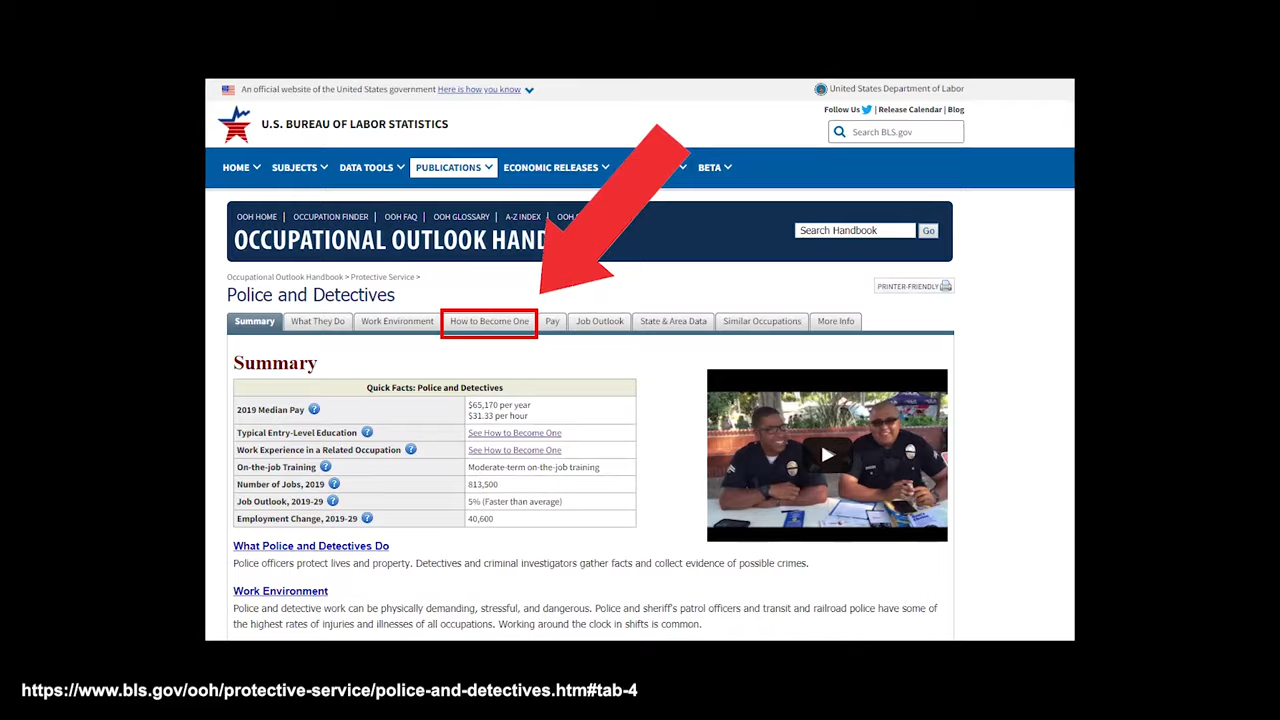 An official website of the United States government Here is how you know
United States Department of Labor
Follow Us | Release Calendar | Blog
U.S. BUREAU OF LABOR STATISTICS
Search BLS.gov
HOME SUBJECTS DATA TOOLS PUBLICATIONS ECONOMIC RELEASES BETA
OOH HOME | OCCUPATION FINDER | OOH FAQ | OOH GLOSSARY | A-Z INDEX | OOH
OCCUPATIONAL OUTLOOK HAND
Search Handbook Go
Occupational Outlook Handbook > Protective Service >
PRINTER-FRIENDLY
Police and Detectives
Summary What They Do Work Environment How to Become One Pay Job Outlook State & Area Data Similar Occupations More Info
Summary
Quick Facts: Police and Detectives
2019 Median Pay $65,170 per year
$31.33 per hour
Typical Entry-Level Education See How to Become One
Work Experience in a Related Occupation See How to Become One
On-the-job Training Moderate-term on-the-job training
Number of Jobs, 2019 813,500
Job Outlook, 2019-29 5% (Faster than average)
Employment Change, 2019-29 40,600
What Police and Detectives Do
Police officers protect lives and property. Detectives and criminal investigators gather facts and collect evidence of possible crimes.
Work Environment
Police and detective work can be physically demanding, stressful, and dangerous. Police and sheriff's patrol officers and transit and railroad police have some of
the highest rates of injuries and illnesses of all occupations. Working around the clock in shifts is common.
https://www.bls.gov/ooh/protective-service/police-and-detectives.htm#tab-4